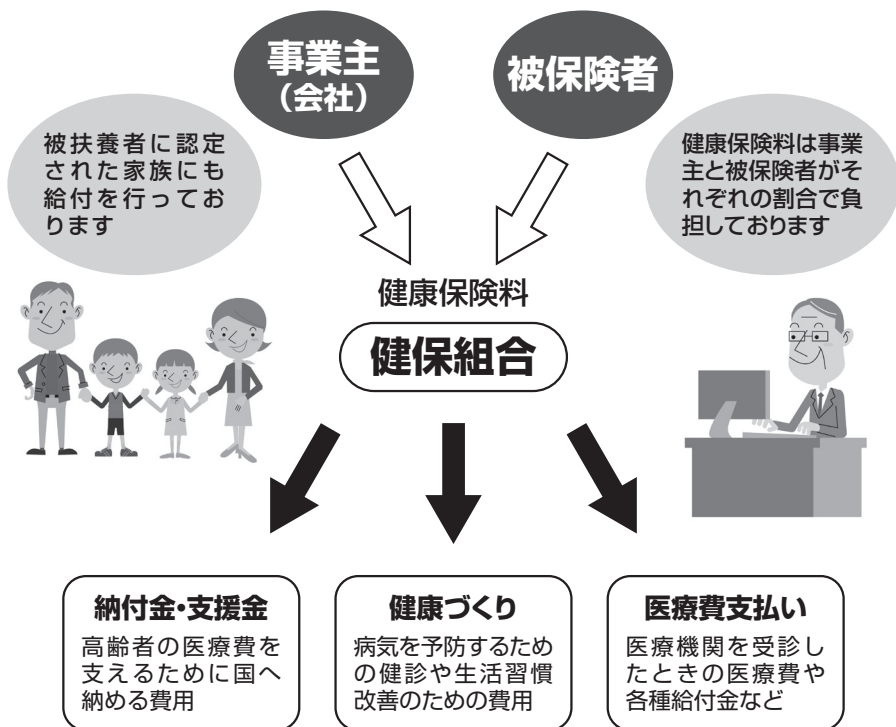 事業主
（会社）
被保険者
被扶養者に認定
された家族にも
給付を行ってお
ります
健康保険料は事業
主と被保険者がそ
れぞれの割合で負
担しております
健康保険料
健保組合
納付金・支援金
高齢者の医療費を
支えるために国へ
納める費用
健康づくり
病気を予防するため
の健診や生活習慣
改善のための費用
医療費支払い
医療機関を受診し
たときの医療費や
各種給付金など